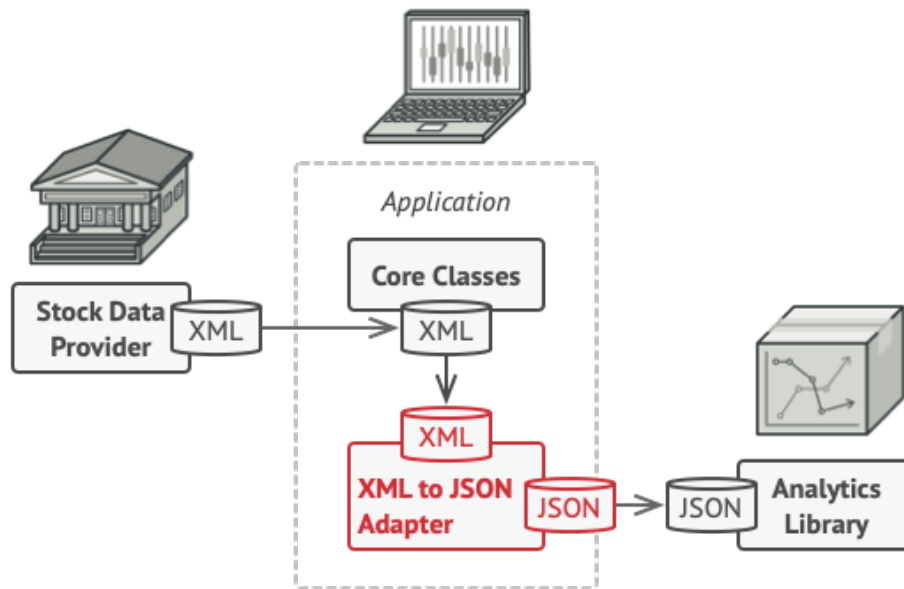 Application
Core Classes
Stock Data
Provider
XML
XML
XML
XML to JSON
Adapter
JSON
JSON
Analytics
Library